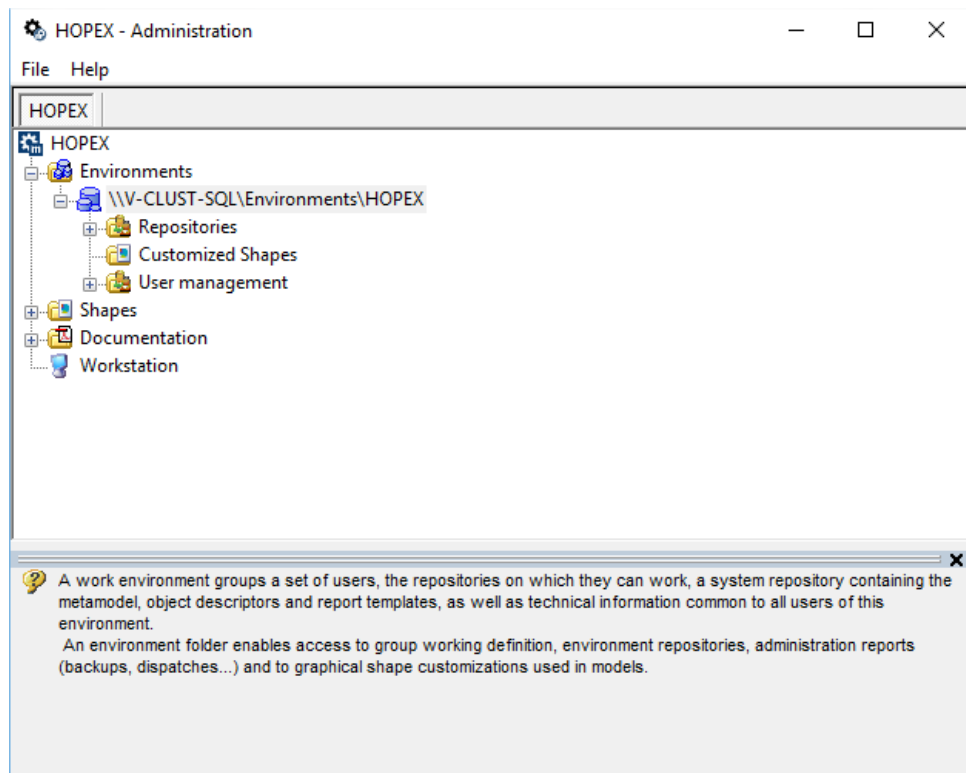 HOPEX - Administration
File Help
HOPEX
HOPEX
Environments
\\V-CLUST-SQL\Environments\HOPEX
Repositories
Customized Shapes
User management
Shapes
Documentation
Workstation
A work environment groups a set of users, the repositories on which they can work, a system repository containing the
metamodel, object descriptors and report templates, as well as technical information common to all users of this
environment.
An environment folder enables access to group working definition, environment repositories, administration reports
(backups, dispatches...) and to graphical shape customizations used in models.